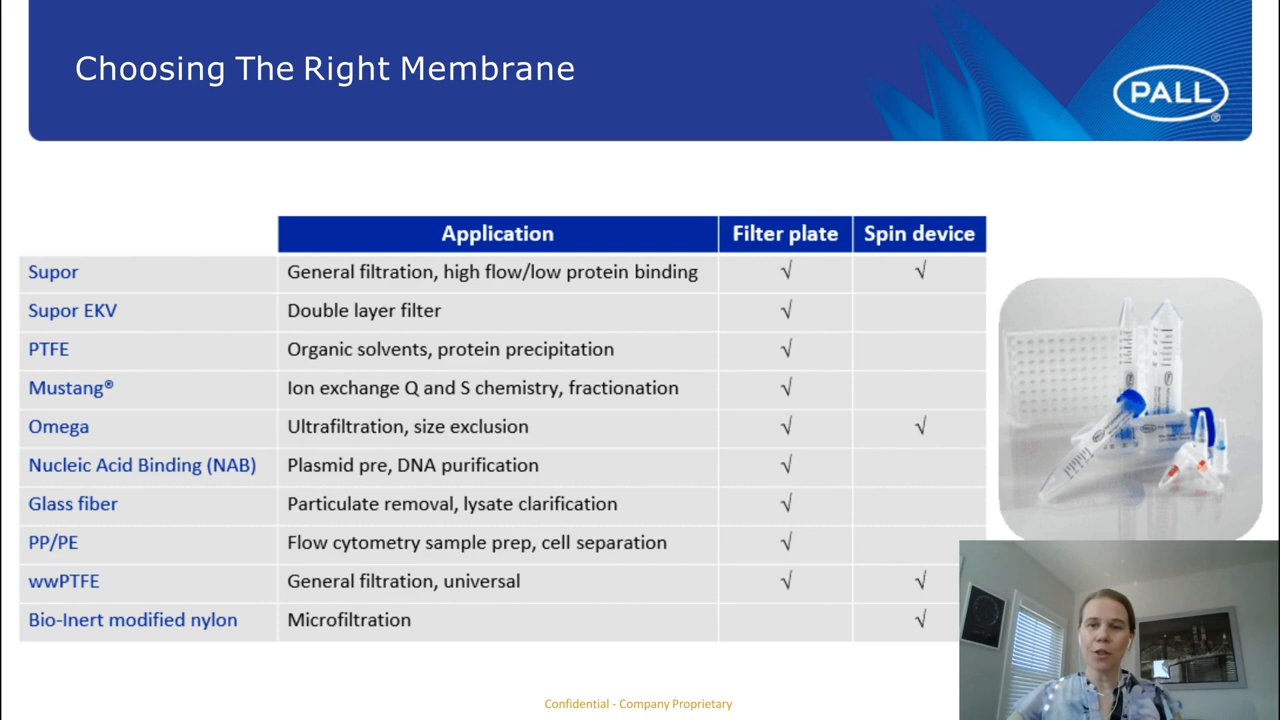 Choosing The Right Membrane
PALL
®
Application Filter plate Spin device
Supor General filtration, high flow/low protein binding √ √
Supor EKV Double layer filter √
PTFE Organic solvents, protein precipitation √
Mustang® Ion exchange Q and S chemistry, fractionation √
Omega Ultrafiltration, size exclusion √ √
Nucleic Acid Binding (NAB) Plasmid pre, DNA purification √
Glass fiber Particulate removal, lysate clarification √
PP/PE Flow cytometry sample prep, cell separation √
wwPTFE General filtration, universal √ √
Bio-Inert modified nylon Microfiltration √
PALL
Confidential - Company Proprietary